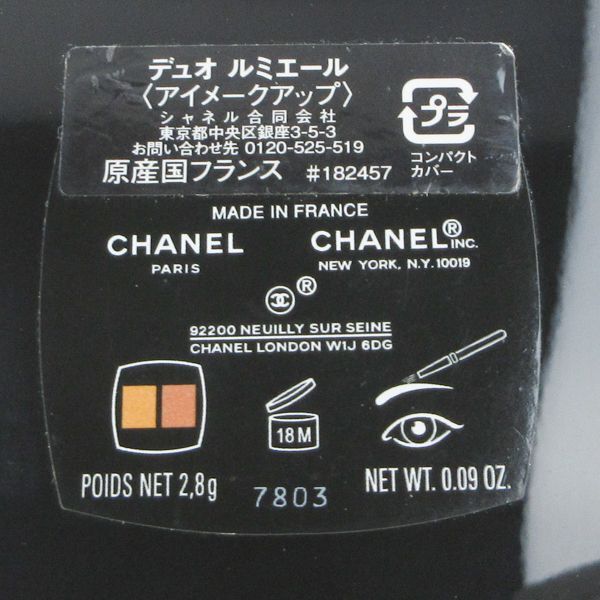 デュオ ルミエール
〈アイメークアップ〉
シャネル合同会社
東京都中央区銀座3-5-3
お問い合わせ先 0120-525-519
原産国フランス #182457
プラ
コンパクト
カバー
MADE IN FRANCE
CHANEL
PARIS
CHANEL® INC.
NEW YORK, N.Y. 10019
®
92200 NEUILLY SUR SEINE
CHANEL LONDON W1J 6DG
18M
POIDS NET 2,8g
7803
NET WT. 0.09 OZ.